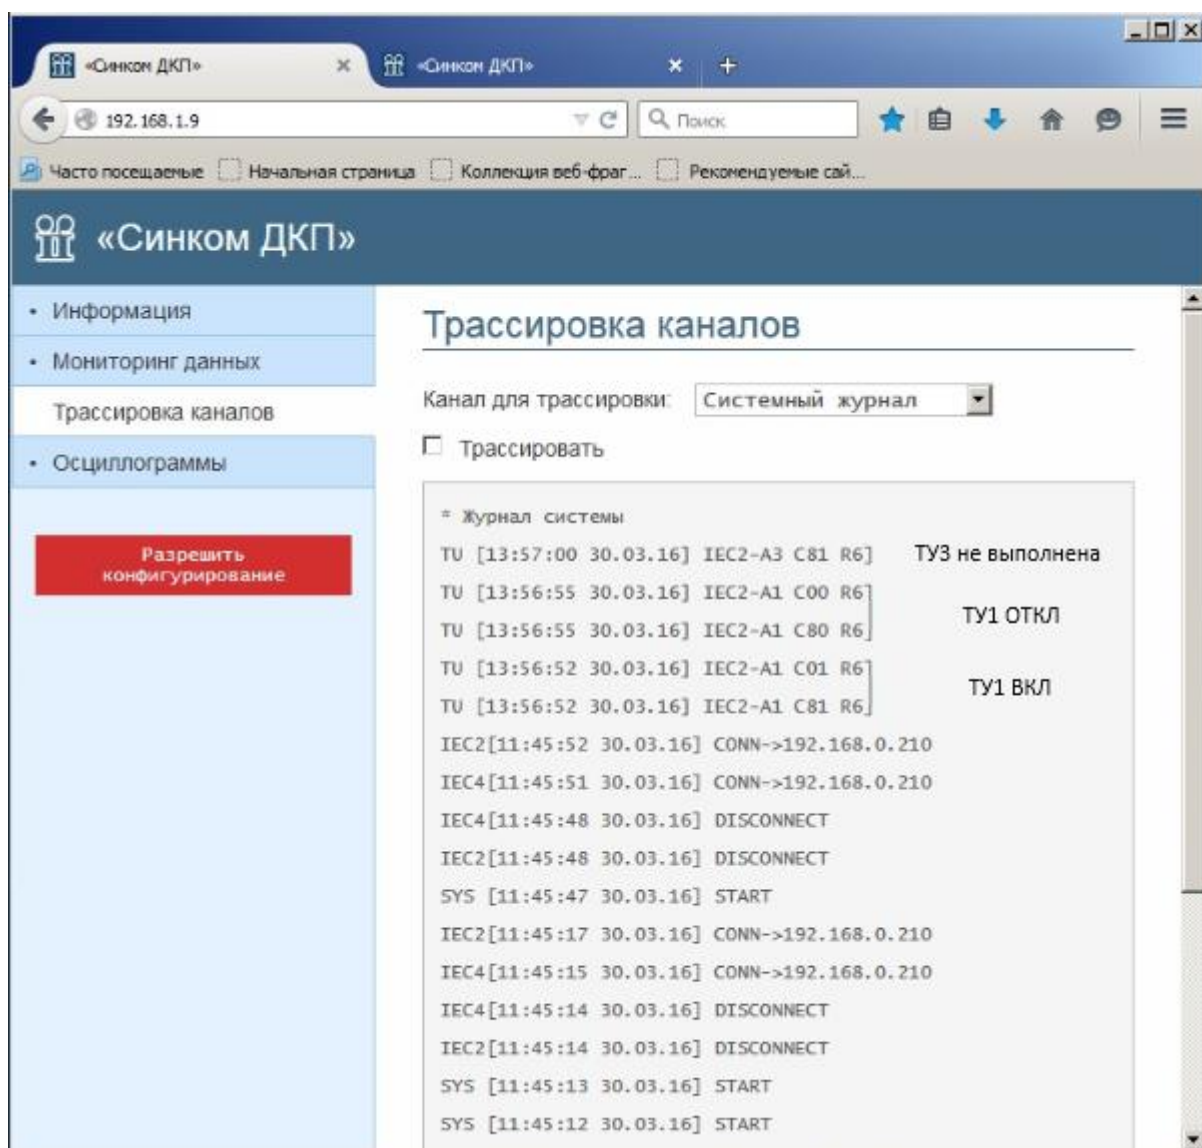 «Синком ДКП»
«Синком ДКП»
192.168.1.9
Поиск
Часто посещаемые
Начальная страница
Коллекция веб-фраг...
Рекомендуемые сай...
«Синком ДКП»
• Информация
• Мониторинг данных
Трассировка каналов
• Осциллограммы
Разрешить
конфигурирование
Трассировка каналов
Канал для трассировки: Системный журнал
Трассировать
* Журнал системы
TU [13:57:00 30.03.16] IEC2-A3 C81 R6] ТУ3 не выполнена
TU [13:56:55 30.03.16] IEC2-A1 C00 R6]
ТУ1 ОТКЛ
TU [13:56:55 30.03.16] IEC2-A1 C80 R6]
TU [13:56:52 30.03.16] IEC2-A1 C01 R6]
ТУ1 ВКЛ
TU [13:56:52 30.03.16] IEC2-A1 C81 R6]
IEC2[11:45:52 30.03.16] CONN->192.168.0.210
IEC4[11:45:51 30.03.16] CONN->192.168.0.210
IEC4[11:45:48 30.03.16] DISCONNECT
IEC2[11:45:48 30.03.16] DISCONNECT
SYS [11:45:47 30.03.16] START
IEC2[11:45:17 30.03.16] CONN->192.168.0.210
IEC4[11:45:15 30.03.16] CONN->192.168.0.210
IEC4[11:45:14 30.03.16] DISCONNECT
IEC2[11:45:14 30.03.16] DISCONNECT
SYS [11:45:13 30.03.16] START
SYS [11:45:12 30.03.16] START